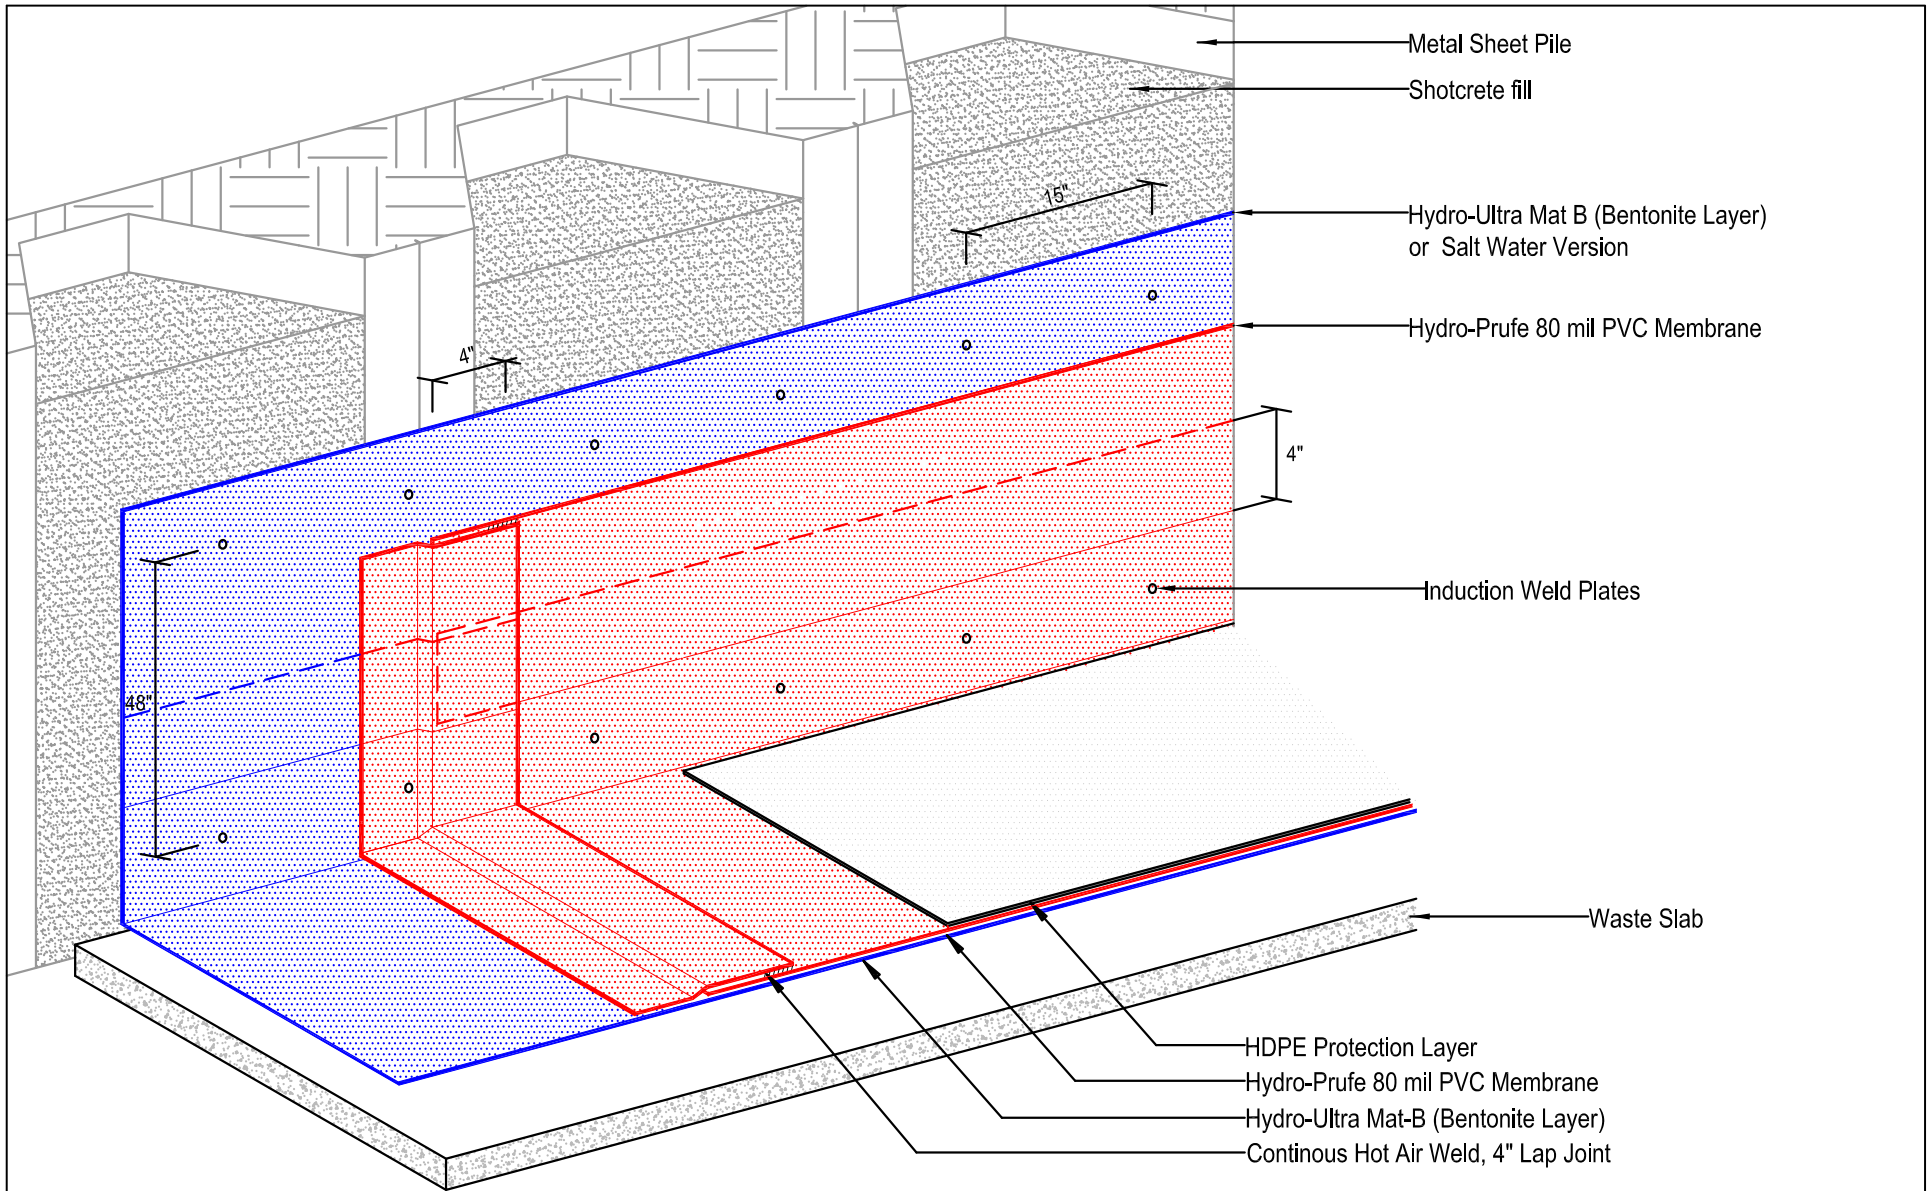 Metal Sheet Pile
Shotcrete fill
15"
Hydro-Ultra Mat B (Bentonite Layer)
or Salt Water Version
Hydro-Prufe 80 mil PVC Membrane
4"
4"
Induction Weld Plates
48"
Waste Slab
HDPE Protection Layer
Hydro-Prufe 80 mil PVC Membrane
Hydro-Ultra Mat-B (Bentonite Layer)
Continous Hot Air Weld, 4" Lap Joint